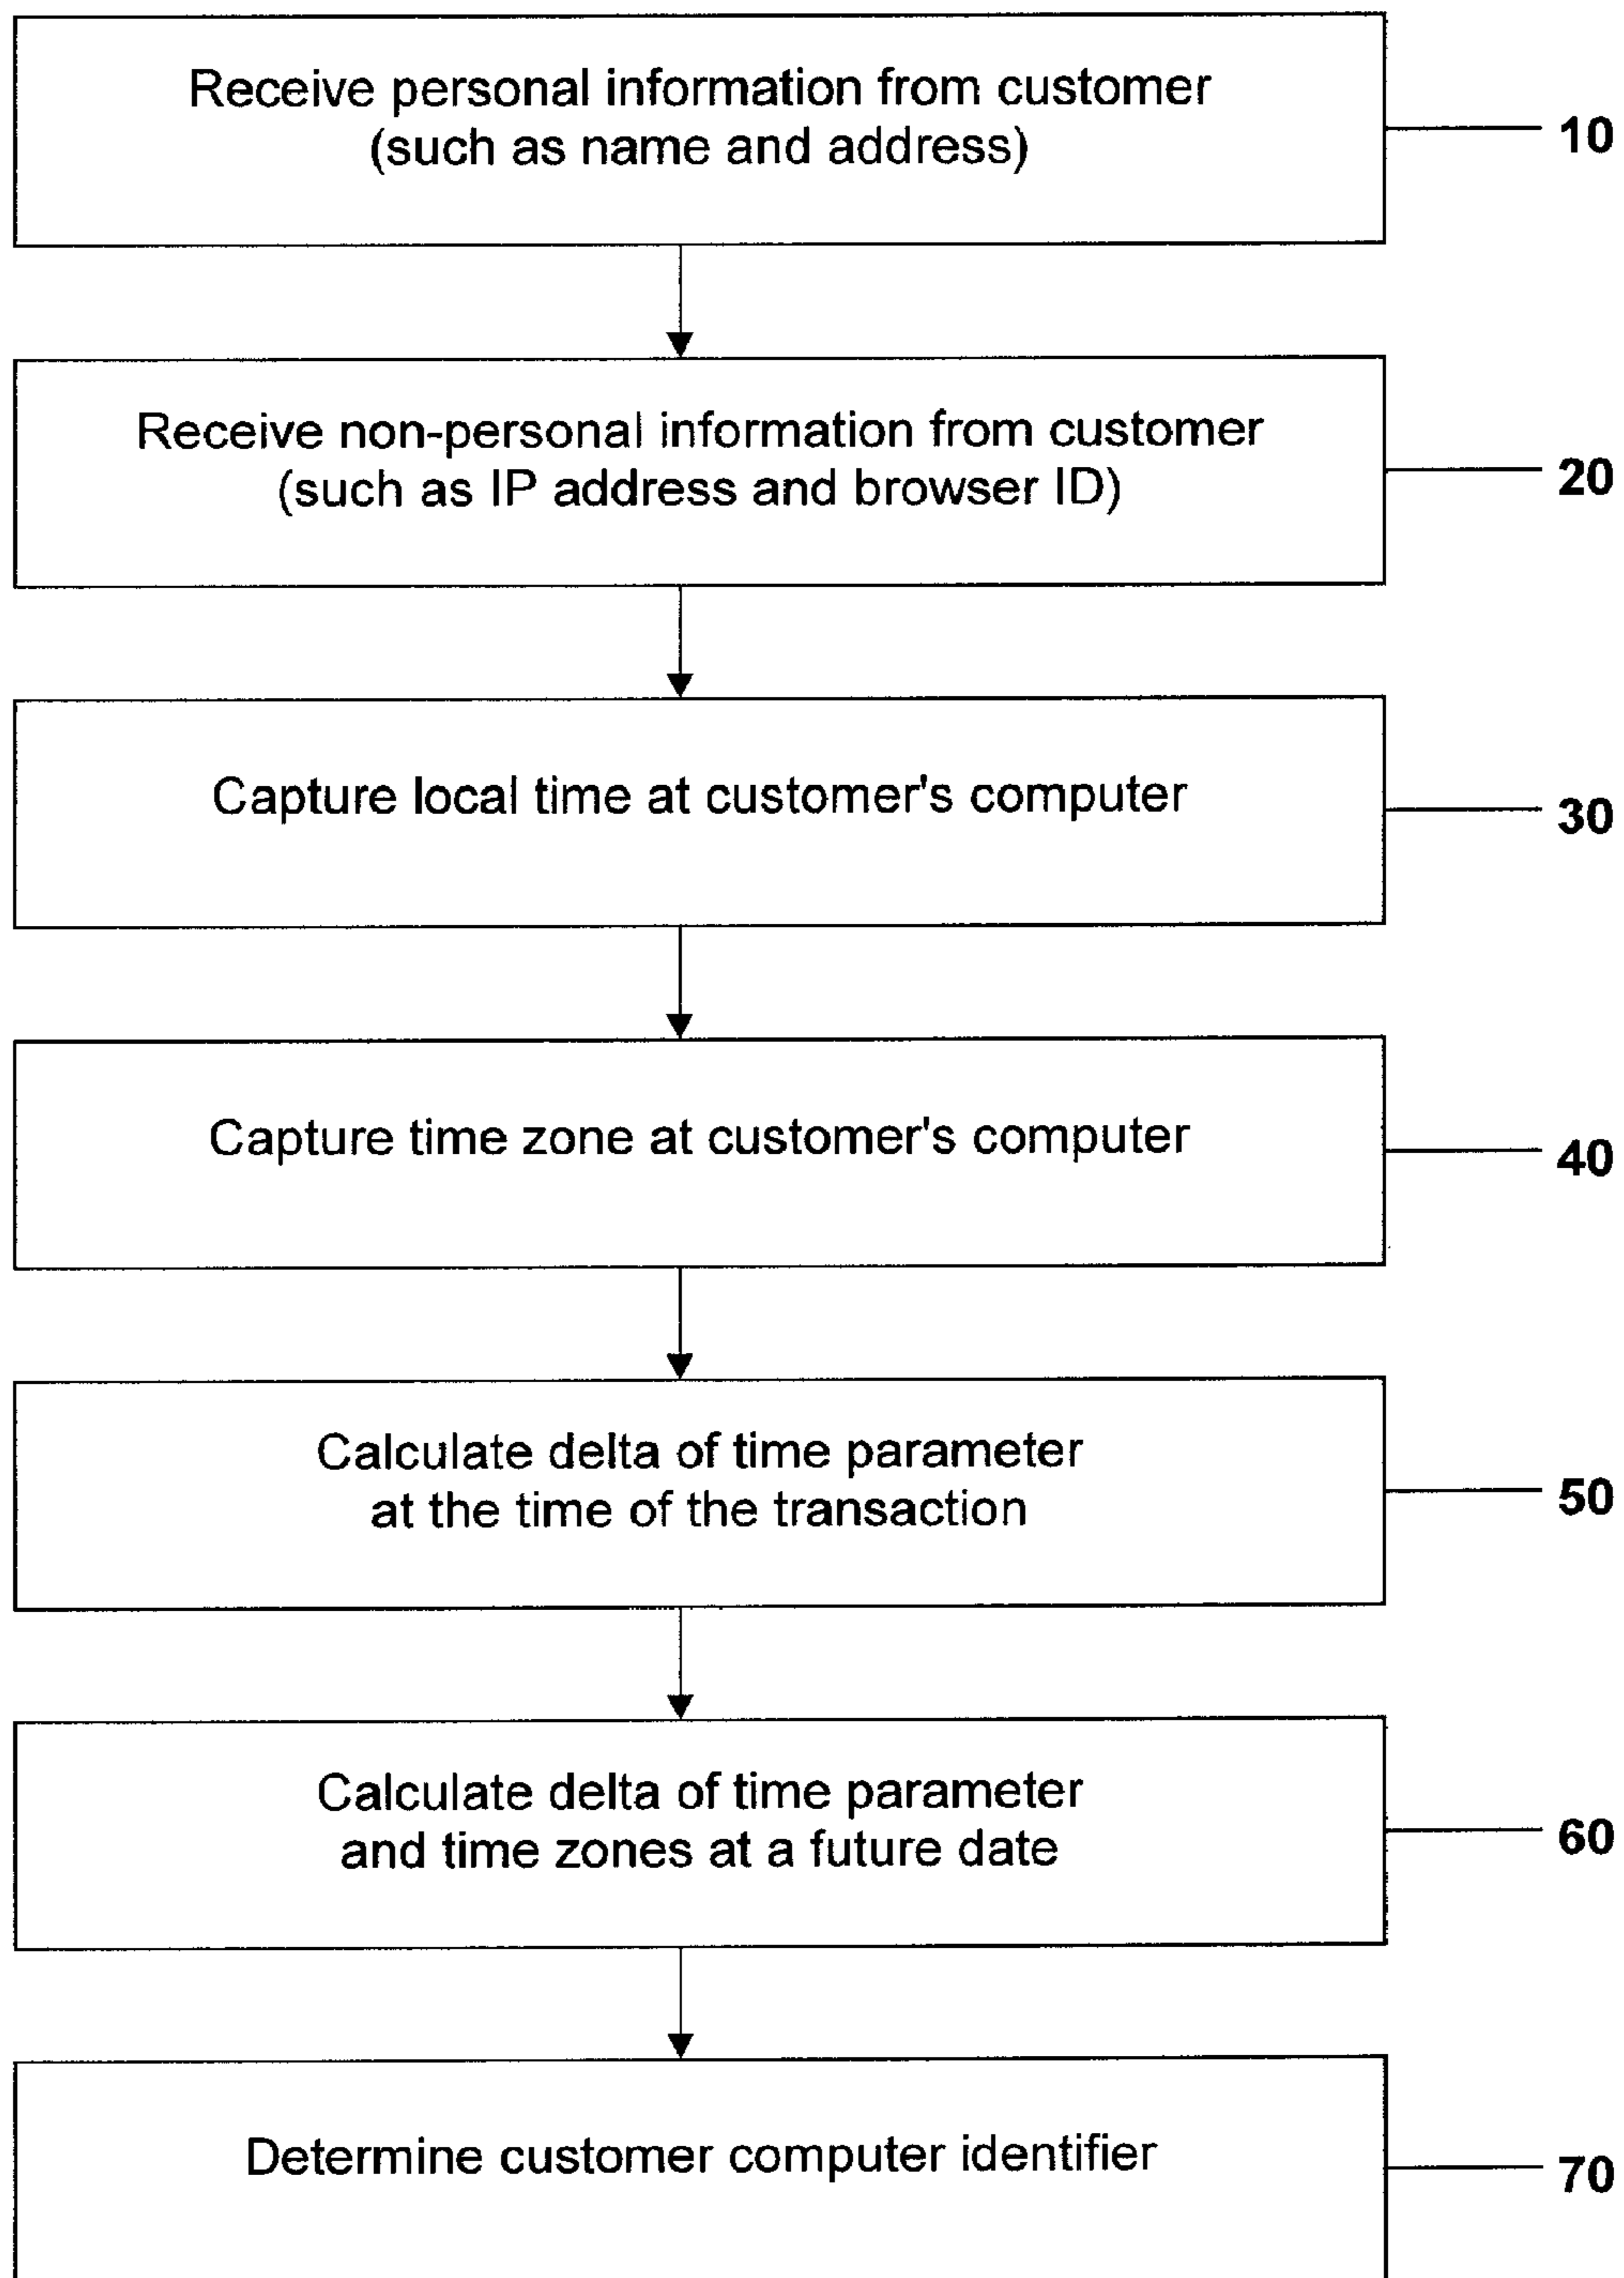 Receive personal information from customer
(such as name and address)
10
Receive non-personal information from customer
(such as IP address and browser ID)
20
Capture local time at customer's computer
30
Capture time zone at customer's computer
40
Calculate delta of time parameter
at the time of the transaction
50
Calculate delta of time parameter
and time zones at a future date
60
Determine customer computer identifier
70